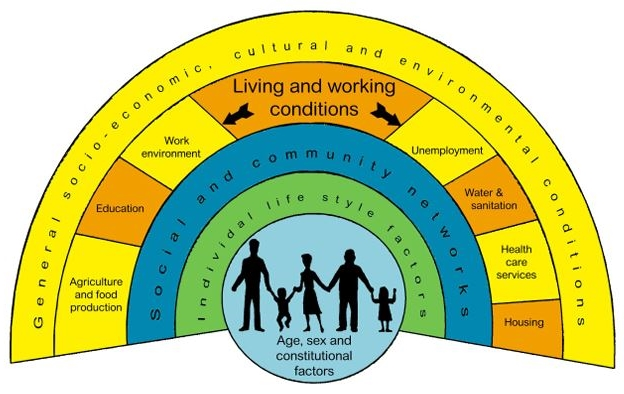 General socio-economic, cultural and environmental conditions
Living and working
conditions
Work
environment
Unemployment
Education
Water &
sanitation
Agriculture
and food
production
Health
care
services
Housing
Social and community networks
Individal life style factors
Age, sex and
constitutional
factors